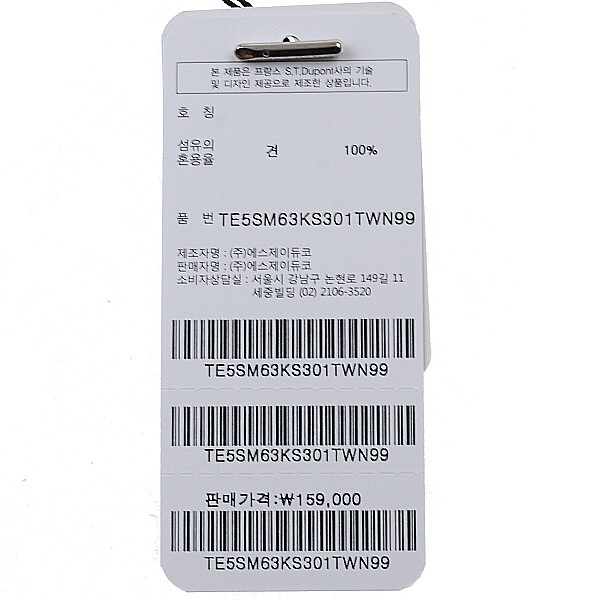 본 제품은 프랑스 S.T.Dupont사의 기술
및 디자인 제공으로 제조한 상품입니다.
호 칭
섬유의
혼용율 견 100%
품 번 TE5SM63KS301TWN99
제조자명 : (주)에스제이듀코
판매자명 : (주)에스제이듀코
소비자상담실 : 서울시 강남구 논현로 149길 11
세중빌딩 (02) 2106-3520
TE5SM63KS301TWN99
TE5SM63KS301TWN99
판매가격:₩159,000
TE5SM63KS301TWN99